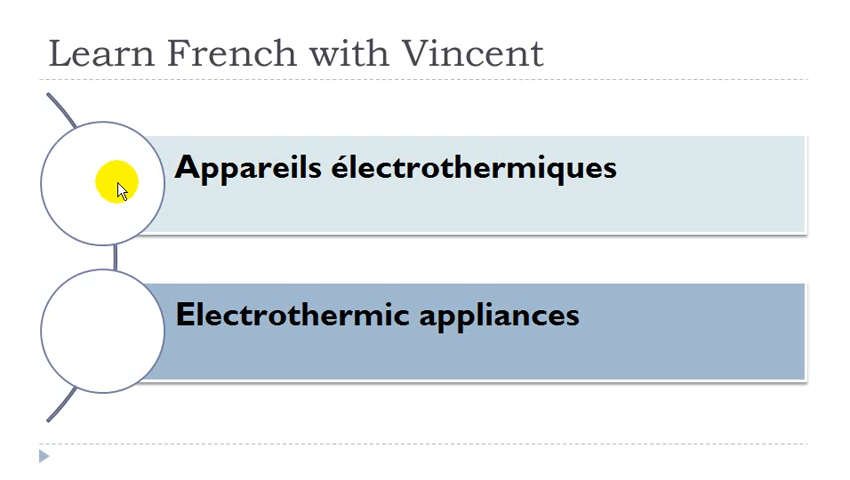 Learn French with Vincent
Appareils électrothermiques
Electrothermic appliances